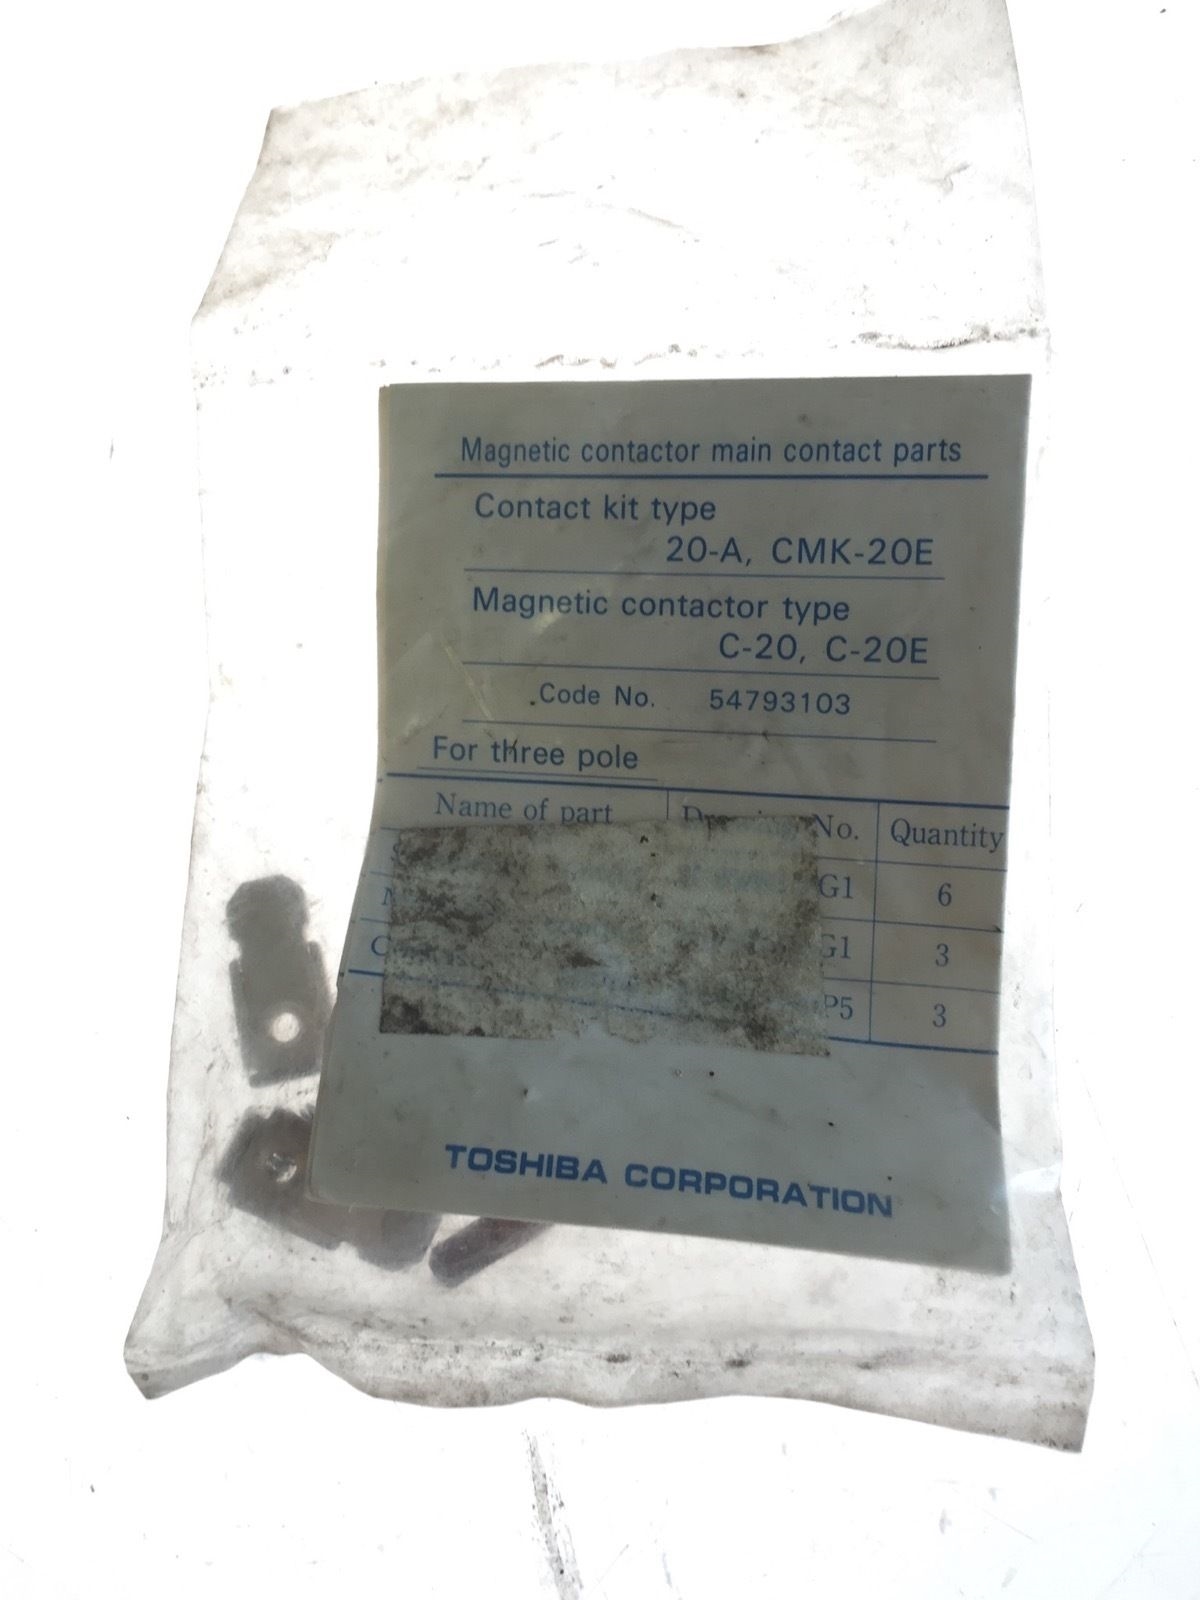 Magnetic contactor main contact parts
Contact kit type
20-A, CMK-20E
Magnetic contactor type
C-20, C-20E
Code No. 54793103
For three pole
Name of part No. Quantity
G1 6
G1 3
P5 3
TOSHIBA CORPORATION